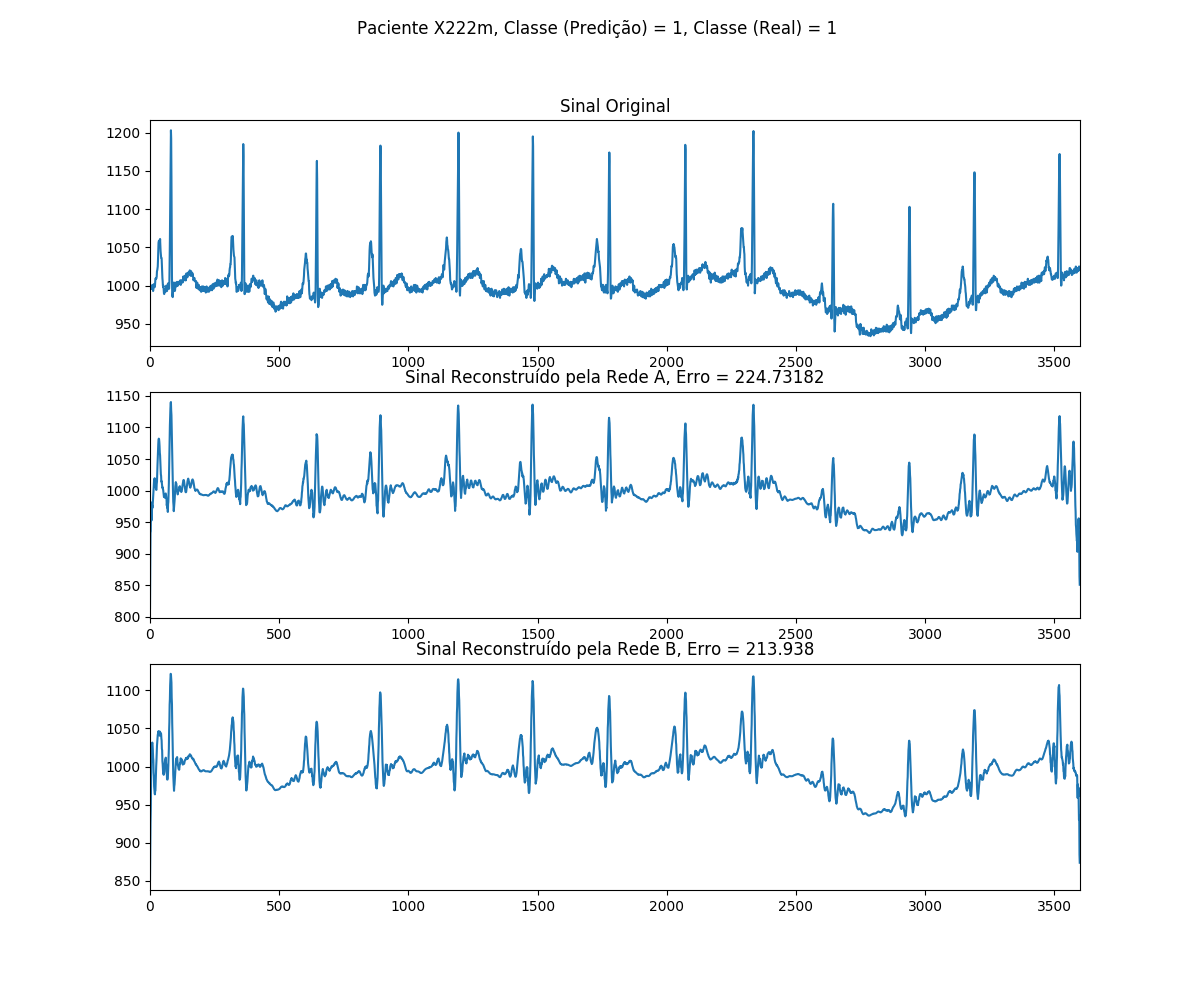 Paciente X222m, Classe (Predição) = 1, Classe (Real) = 1
Sinal Original
1200
1150
1100
1050
1000
950
0 500 1000 1500 2000 2500 3000 3500
Sinal Reconstruído pela Rede A, Erro = 224.73182
1150
1100
1050
1000
950
900
850
800
0 500 1000 1500 2000 2500 3000 3500
Sinal Reconstruído pela Rede B, Erro = 213.938
1100
1050
1000
950
900
850
0 500 1000 1500 2000 2500 3000 3500